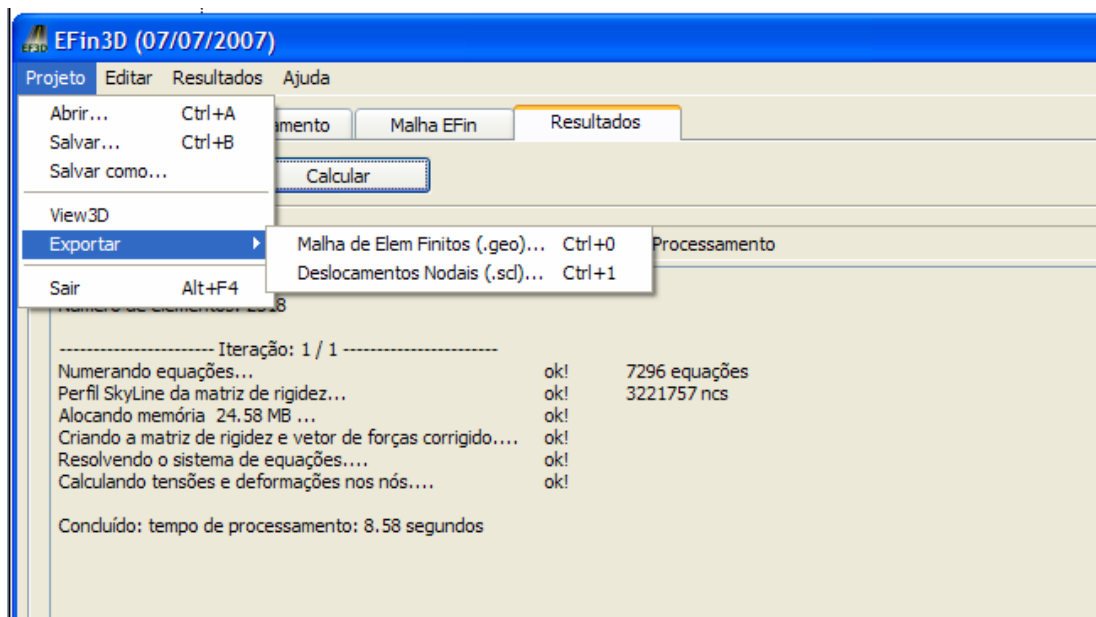 EFin3D (07/07/2007)
Projeto Editar Resultados Ajuda
Abrir... Ctrl+A
Salvar... Ctrl+B
Salvar como...
View3D
Exportar
Sair Alt+F4
Malha de Elem Finitos (.geo)... Ctrl+0
Deslocamentos Nodais (.scl)... Ctrl+1
amento Malha EFin Resultados
Calcular
Processamento
Número de elementos: 2518
----------------------- Iteração: 1 / 1 -----------------------
Numerando equações... ok! 7296 equações
Perfil SkyLine da matriz de rigidez... ok! 3221757 ncs
Alocando memória 24.58 MB ... ok!
Criando a matriz de rigidez e vetor de forças corrigido.... ok!
Resolvendo o sistema de equações.... ok!
Calculando tensões e deformações nos nós.... ok!
Concluído: tempo de processamento: 8.58 segundos